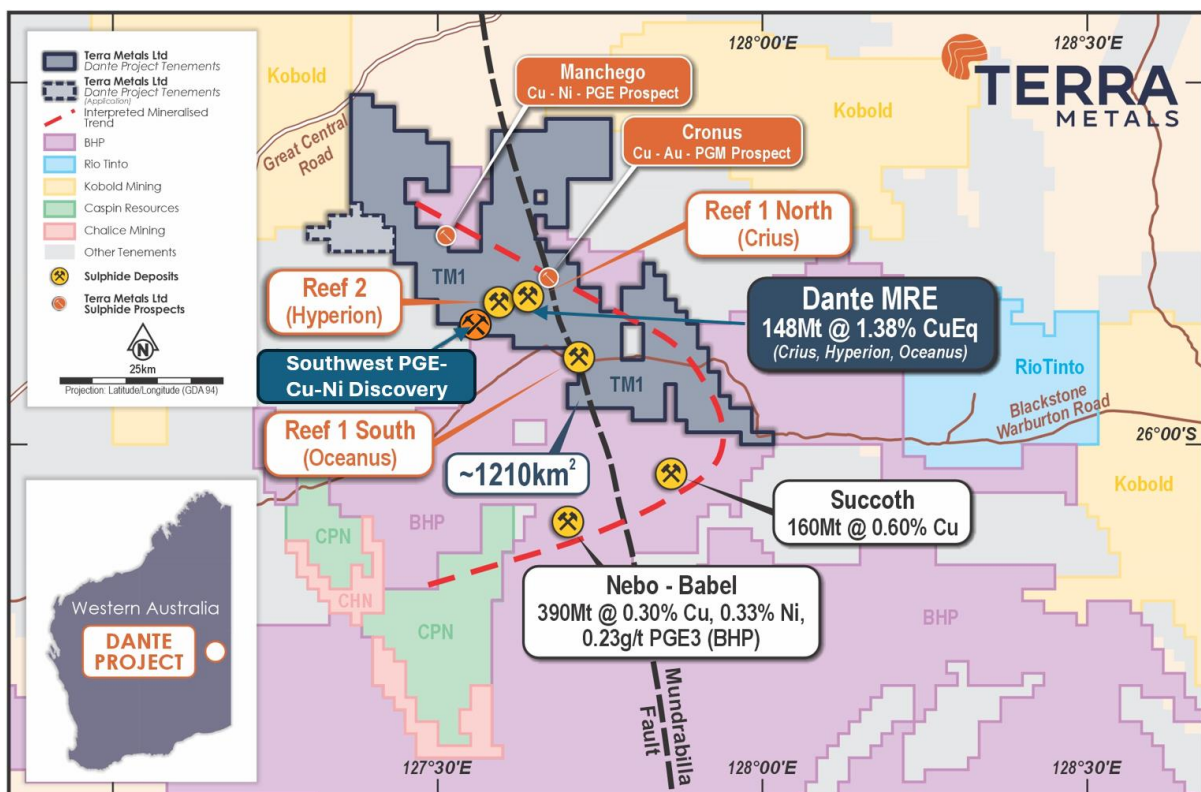 Terra Metals Ltd
Dante Project Tenements
Terra Metals Ltd
Dante Project Tenements
(Application)
Interpreted Mineralised
Trend
BHP
Rio Tinto
Kobold Mining
Caspin Resources
Chalice Mining
Other Tenements
Sulphide Deposits
Terra Metals Ltd
Sulphide Prospects
N
25km
Projection: Latitude/Longitude (GDA 94)
128°00'E
128°30'E
TERRA
METALS
Kobold
Great Central
Road
Manchego
Cu - Ni - PGE Prospect
Cronus
Cu - Au - PGM Prospect
Kobold
Reef 1 North
(Crius)
TM1
Reef 2
(Hyperion)
Dante MRE
148Mt @ 1.38% CuEq
(Crius, Hyperion, Oceanus)
Southwest PGE-
Cu-Ni Discovery
TM1
RioTinto
Blackstone
Warburton Road
Reef 1 South
(Oceanus)
26°00'S
~1210km²
Kobold
Succoth
160Mt @ 0.60% Cu
BHP
CPN
CHN
CPN
Nebo - Babel
390Mt @ 0.30% Cu, 0.33% Ni,
0.23g/t PGE3 (BHP)
BHP
Western Australia
DANTE
PROJECT
Mundrabilla
Fault
127°30'E
128°00'E
128°30'E